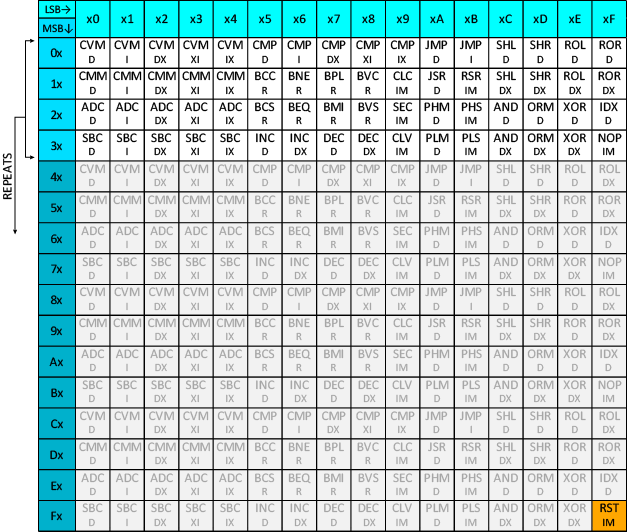 LSB→ x0 x1 x2 x3 x4 x5 x6 x7 x8 x9 xA xB xC xD xE xF
MSB↓
REPEATS
0x CVM CVM CVM CVM CVM CMP CMP CMP CMP CMP JMP JMP SHL SHR ROL ROR
D I DX XI IX D I DX XI IX D I D D D D
1x CMM CMM CMM CMM CMM BCC BNE BPL BVC CLC JSR RSR SHL SHR ROL ROR
D I DX XI IX R R R R IM D IM DX DX DX DX
2x ADC ADC ADC ADC ADC BCS BEQ BMI BVS SEC PHM PHS AND ORM XOR IDX
D I DX XI IX R R R R IM D IM D D D D
3x SBC SBC SBC SBC SBC INC INC DEC DEC CLV PLM PLS AND ORM XOR NOP
D I DX XI IX D DX D DX IM D IM DX DX DX IM
4x CVM CVM CVM CVM CVM CMP CMP CMP CMP CMP JMP JMP SHL SHR ROL ROL
D I DX XI IX D I DX XI IX D I D D D DX
5x CMM CMM CMM CMM CMM BCC BNE BPL BVC CLC JSR RSR SHL SHR ROR ROR
D I DX XI IX R R R R IM D IM DX DX D DX
6x ADC ADC ADC ADC ADC BCS BEQ BMI BVS SEC PHM PHS AND ORM XOR IDX
D I DX XI IX R R R R IM D IM D D D D
7x SBC SBC SBC SBC SBC INC INC DEC DEC CLV PLM PLS AND ORM XOR NOP
D I DX XI IX D DX D DX IM D IM DX DX DX IM
8x CVM CVM CVM CVM CVM CMP CMP CMP CMP CMP JMP JMP SHL SHR ROL ROL
D I DX XI IX D I DX XI IX D I D D D DX
9x CMM CMM CMM CMM CMM BCC BNE BPL BVC CLC JSR RSR SHL SHR ROR ROR
D I DX XI IX R R R R IM D IM DX DX D DX
Ax ADC ADC ADC ADC ADC BCS BEQ BMI BVS SEC PHM PHS AND ORM XOR IDX
D I DX XI IX R R R R IM D IM D D D D
Bx SBC SBC SBC SBC SBC INC INC DEC DEC CLV PLM PLS AND ORM XOR NOP
D I DX XI IX D DX D DX IM D IM DX DX DX IM
Cx CVM CVM CVM CVM CVM CMP CMP CMP CMP CMP JMP JMP SHL SHR ROL ROL
D I DX XI IX D I DX XI IX D I D D D DX
Dx CMM CMM CMM CMM CMM BCC BNE BPL BVC CLC JSR RSR SHL SHR ROR ROR
D I DX XI IX R R R R IM D IM DX DX D DX
Ex ADC ADC ADC ADC ADC BCS BEQ BMI BVS SEC PHM PHS AND ORM XOR IDX
D I DX XI IX R R R R IM D IM D D D D
Fx SBC SBC SBC SBC SBC INC INC DEC DEC CLV PLM PLS AND ORM XOR RST
D I DX XI IX D DX D DX IM D IM DX DX DX IM